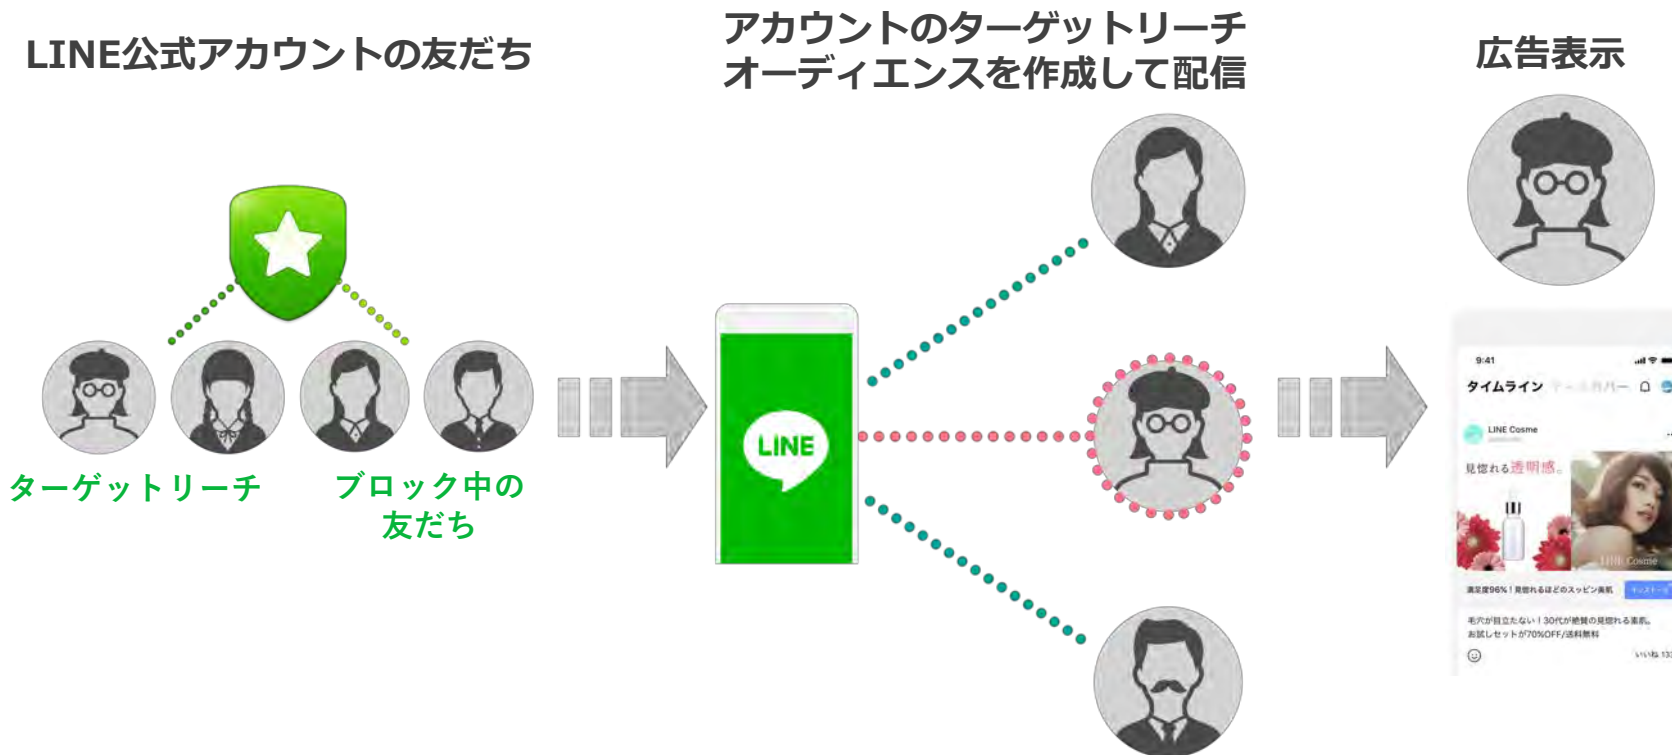 LINE公式アカウントの友だち
ターゲットリーチ
ブロック中の
友だち
アカウントのターゲットリーチ
オーディエンスを作成して配信
LINE
広告表示
9:41
タイムライン
LINE Cosme
見惚れる透明感。
LINE Cosme
満足度96%！見惚れるほどのスッピン美肌
毛穴が目立たない！30代が絶賛の見惚れる素肌。
お試しセットが70%OFF/送料無料
いいね 133